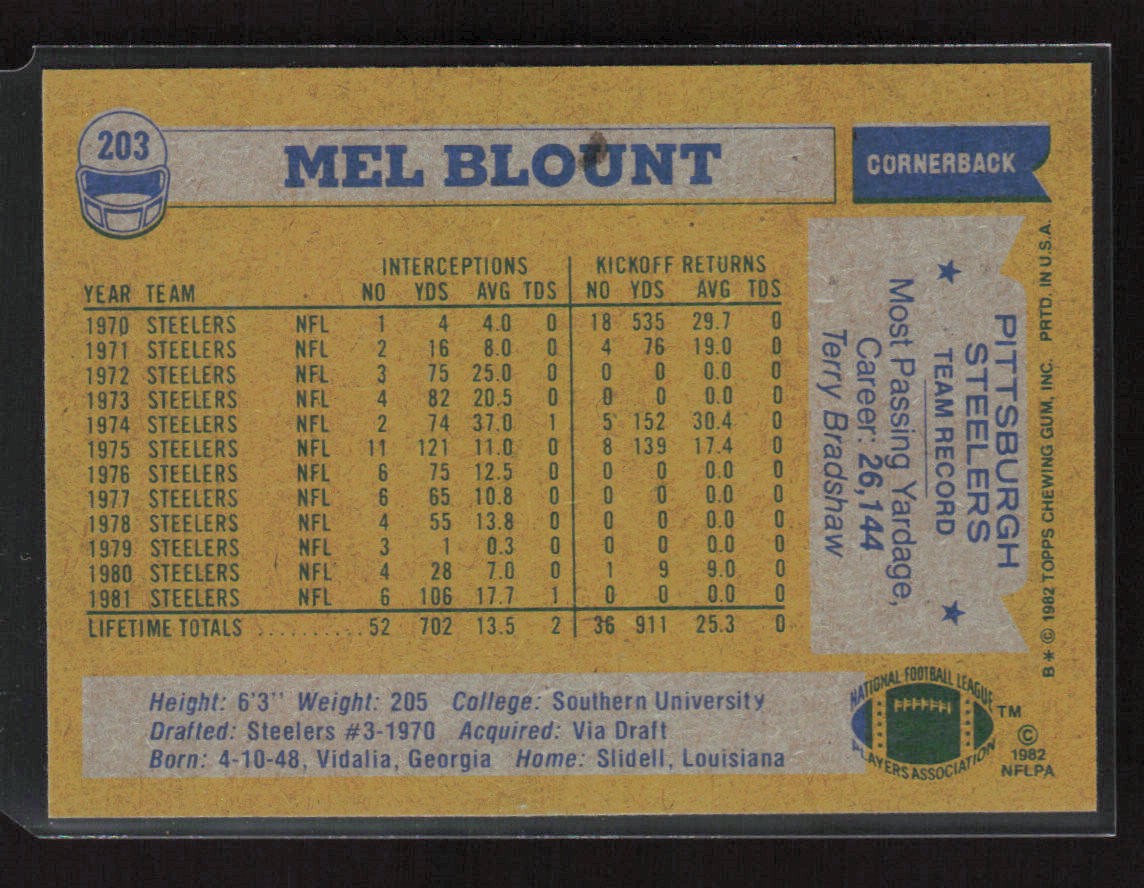 203
MEL BLOUNT
CORNERBACK
INTERCEPTIONS KICKOFF RETURNS
YEAR TEAM NO YDS AVG TDS NO YDS AVG TDS
1970 STEELERS NFL 1 4 4.0 0 18 535 29.7 0
1971 STEELERS NFL 2 16 8.0 0 4 76 19.0 0
1972 STEELERS NFL 3 75 25.0 0 0 0 0.0 0
1973 STEELERS NFL 4 82 20.5 0 0 0 0.0 0
1974 STEELERS NFL 2 74 37.0 1 5 152 30.4 0
1975 STEELERS NFL 11 121 11.0 0 8 139 17.4 0
1976 STEELERS NFL 6 75 12.5 0 0 0 0.0 0
1977 STEELERS NFL 6 65 10.8 0 0 0 0.0 0
1978 STEELERS NFL 4 55 13.8 0 0 0 0.0 0
1979 STEELERS NFL 3 1 0.3 0 0 0 0.0 0
1980 STEELERS NFL 4 28 7.0 0 1 9 9.0 0
1981 STEELERS NFL 6 106 17.7 1 0 0 0.0 0
LIFETIME TOTALS .......... 52 702 13.5 2 36 911 25.3 0
PITTSBURGH
STEELERS
TEAM RECORD
Most Passing Yardage,
Career: 26,144
Terry Bradshaw
B* © 1982 TOPPS CHEWING GUM, INC. PRTD. IN U.S.A.
Height: 6'3" Weight: 205 College: Southern University
Drafted: Steelers #3-1970 Acquired: Via Draft
Born: 4-10-48, Vidalia, Georgia Home: Slidell, Louisiana
NATIONAL FOOTBALL LEAGUE
PLAYERS ASSOCIATION
TM
©
1982
NFLPA